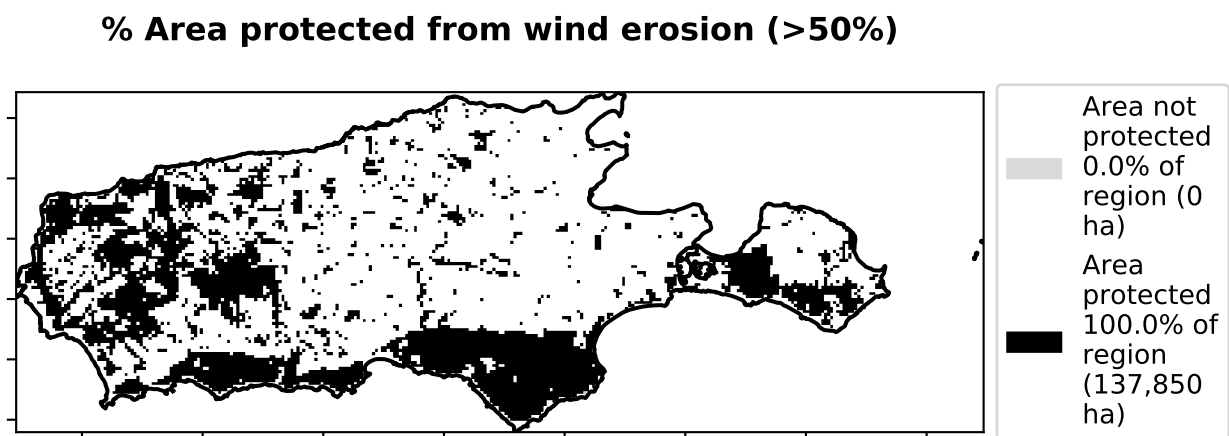 % Area protected from wind erosion (>50%)
Area not
protected
0.0% of
region (0
ha)
Area
protected
100.0% of
region
(137,850
ha)